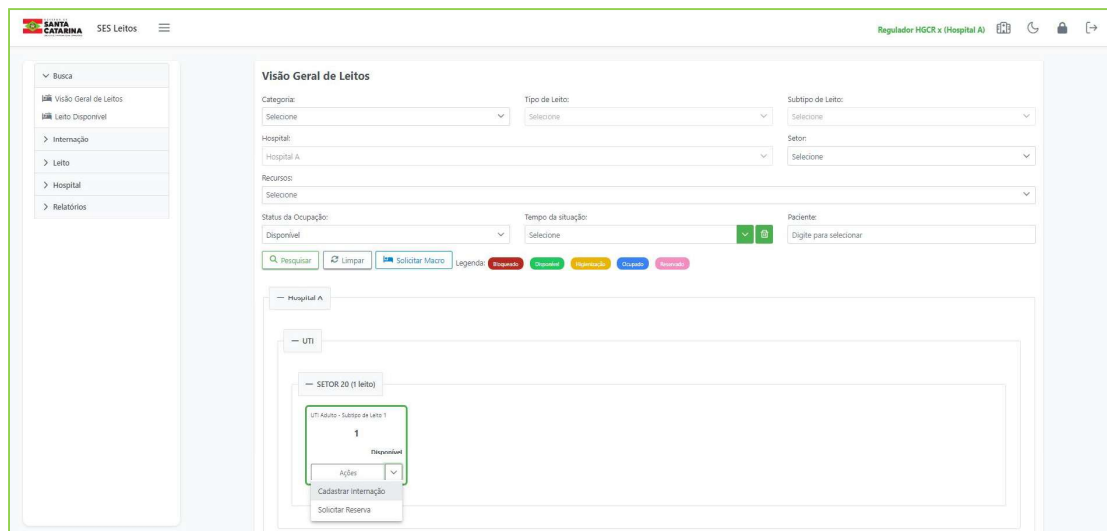 SANTA
CATARINA
SES Leitos
Regulador HGCR x (Hospital A)
Busca
Visão Geral de Leitos
Leito Disponível
Internação
Leito
Hospital
Relatórios
Visão Geral de Leitos
Categoria: Tipo de Leito: Subtipo de Leito:
Selecione Selecione Selecione
Hospital: Setor:
Hospital A Selecione
Recursos:
Selecione
Status da Ocupação: Tempo da situação: Paciente:
Disponível Selecione Digite para selecionar
Pesquisar Limpar Solicitar Macro Legenda: Bloqueado Disponível Higienização Ocupado Reservado
— Hospital A
— UTI
— SETOR 20 (1 leito)
UTI Adulto - Subtipo de Leito 1
1
Disponível
Ações
Cadastrar Internação
Solicitar Reserva